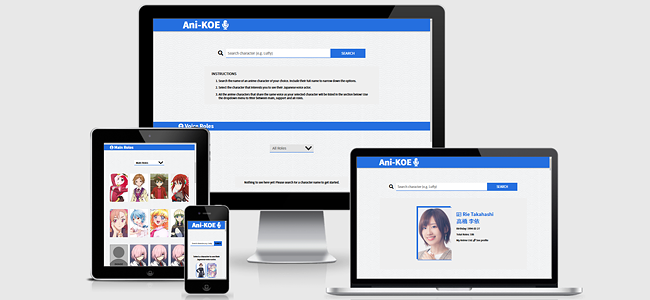 Ani-KOE
Search character (e.g. Luffy)
SEARCH
INSTRUCTIONS
1. Search the name of an anime character of your choice. Include their full name to narrow down the options.
2. Select the character that interests you to see their Japanese voice actor.
3. All the anime characters that share the same voice as your selected character will be listed in the section below! Use
the dropdown menu to filter between main, support and all roles.
Voice Roles
All Roles
Nothing to see here yet! Please search for a character name to get started.
Main Roles
Main Roles
Ani-KOE
Ani-KOE
Search character (e.g. Luffy)
SEARCH
Rie Takahashi
高橋 李依